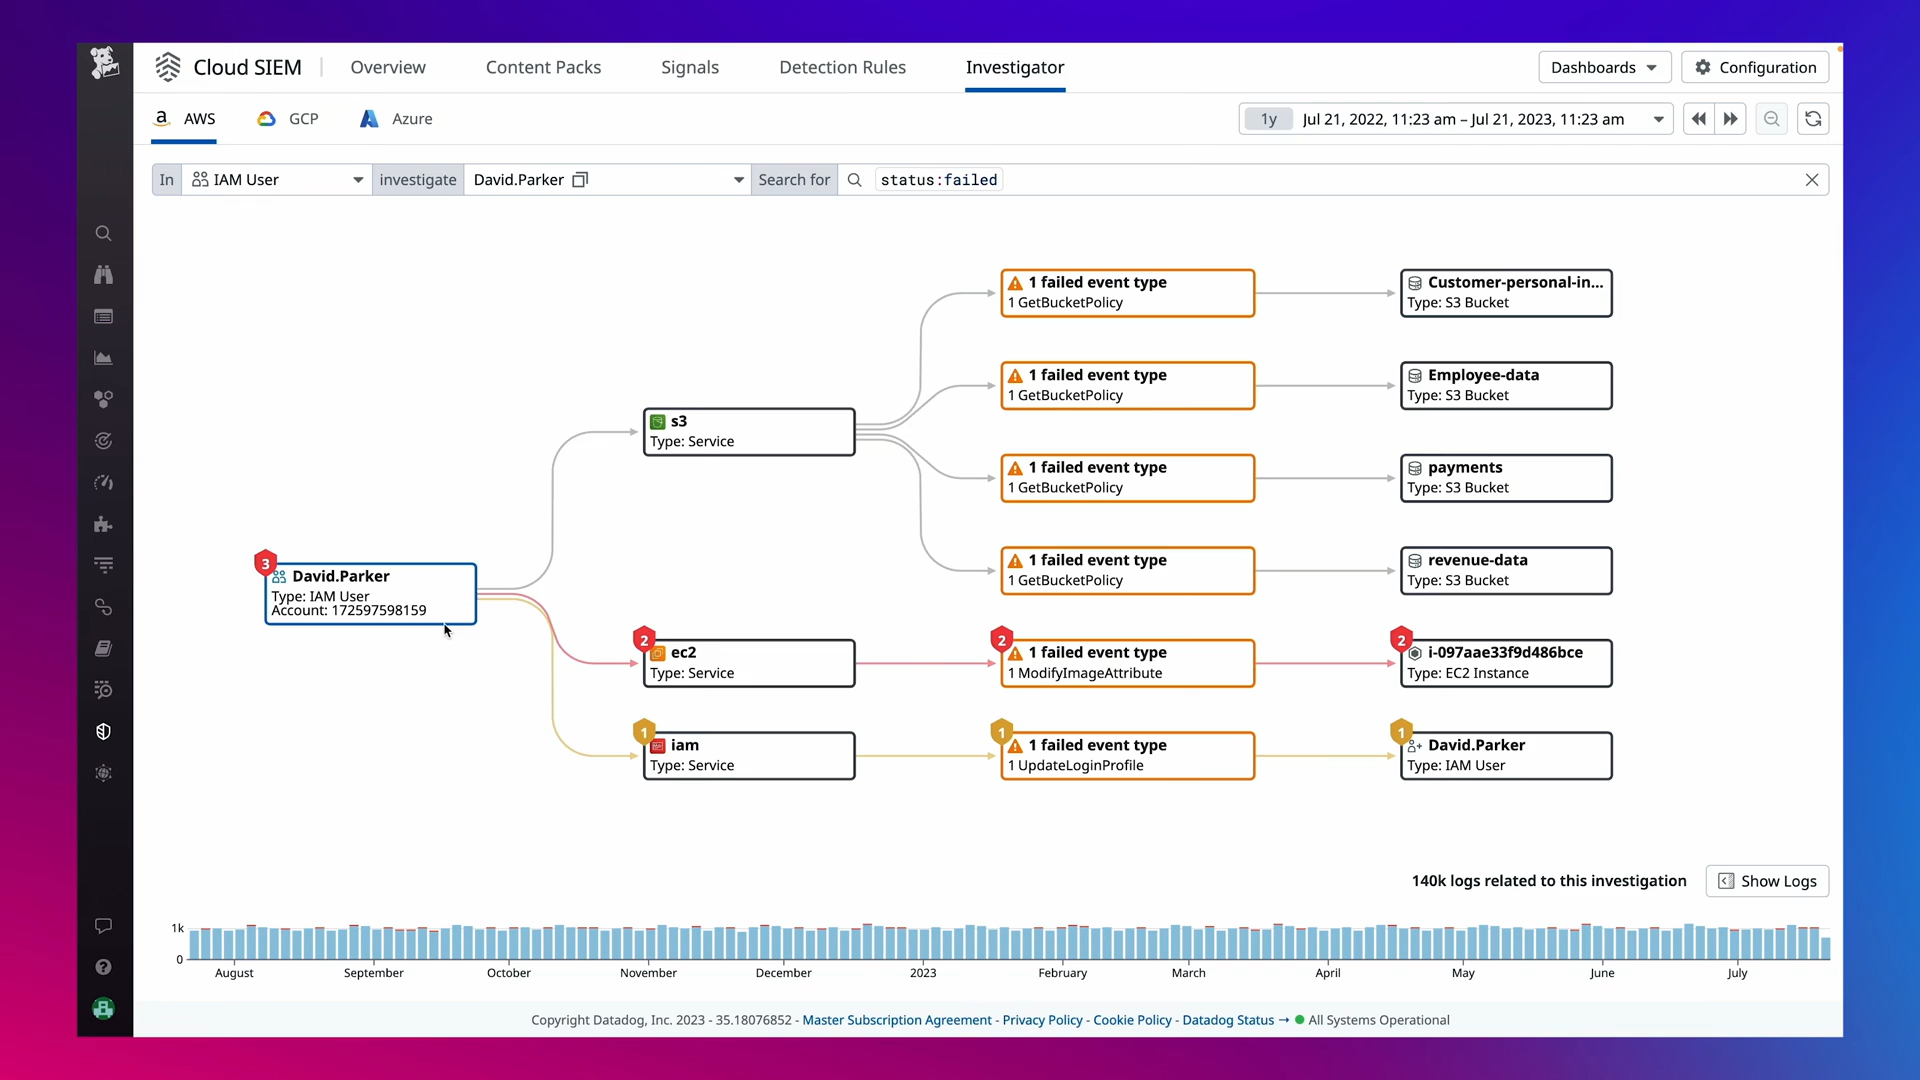 Cloud SIEM
Overview
Content Packs
Signals
Detection Rules
Investigator
Dashboards
Configuration
a AWS
GCP
Azure
1y Jul 21, 2022, 11:23 am – Jul 21, 2023, 11:23 am
In IAM User investigate David.Parker Search for status:failed
1 failed event type
1 GetBucketPolicy
Customer-personal-in...
Type: S3 Bucket
1 failed event type
1 GetBucketPolicy
Employee-data
Type: S3 Bucket
s3
Type: Service
1 failed event type
1 GetBucketPolicy
payments
Type: S3 Bucket
1 failed event type
1 GetBucketPolicy
revenue-data
Type: S3 Bucket
3
David.Parker
Type: IAM User
Account: 172597598159
2
ec2
Type: Service
2
1 failed event type
1 ModifyImageAttribute
2
i-097aae33f9d486bce
Type: EC2 Instance
1
iam
Type: Service
1
1 failed event type
1 UpdateLoginProfile
1
David.Parker
Type: IAM User
140k logs related to this investigation
Show Logs
1k
0
August September October November December 2023 February March April May June July
Copyright Datadog, Inc. 2023 - 35.18076852 - Master Subscription Agreement - Privacy Policy - Cookie Policy - Datadog Status → All Systems Operational